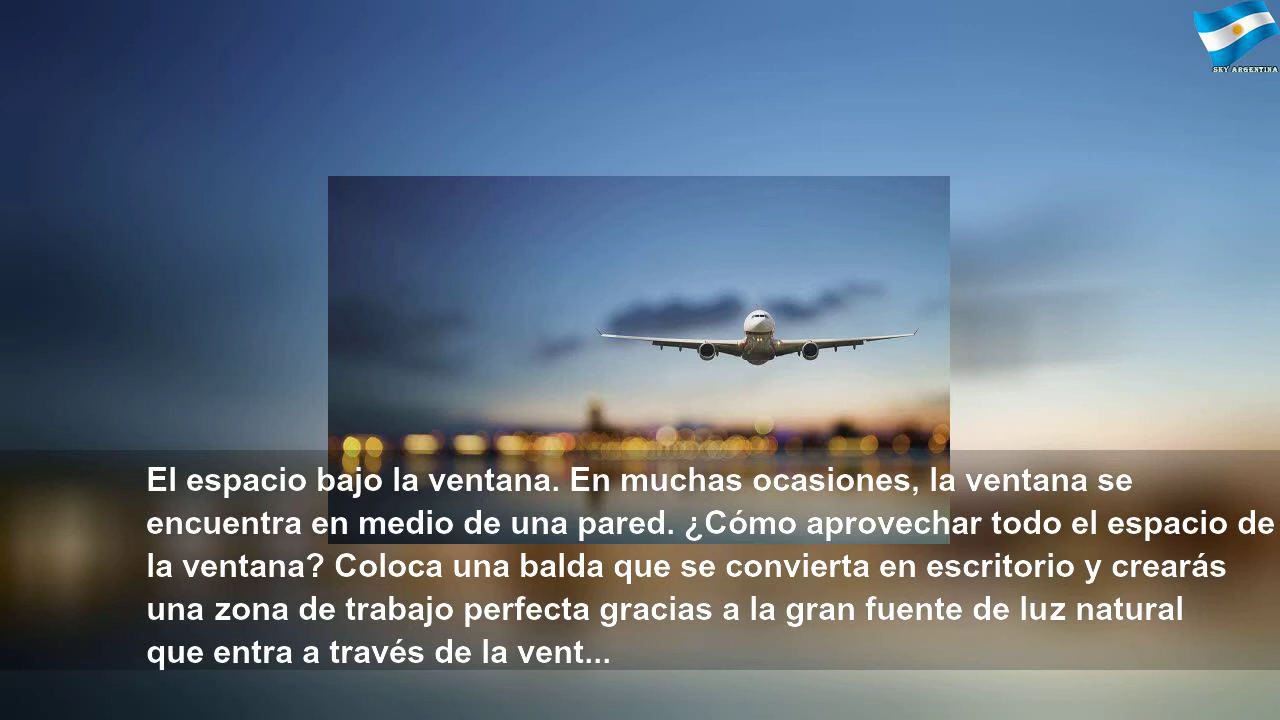 SKY ARGENTINA
El espacio bajo la ventana. En muchas ocasiones, la ventana se
encuentra en medio de una pared. ¿Cómo aprovechar todo el espacio de
la ventana? Coloca una balda que se convierta en escritorio y crearás
una zona de trabajo perfecta gracias a la gran fuente de luz natural
que entra a través de la vent...